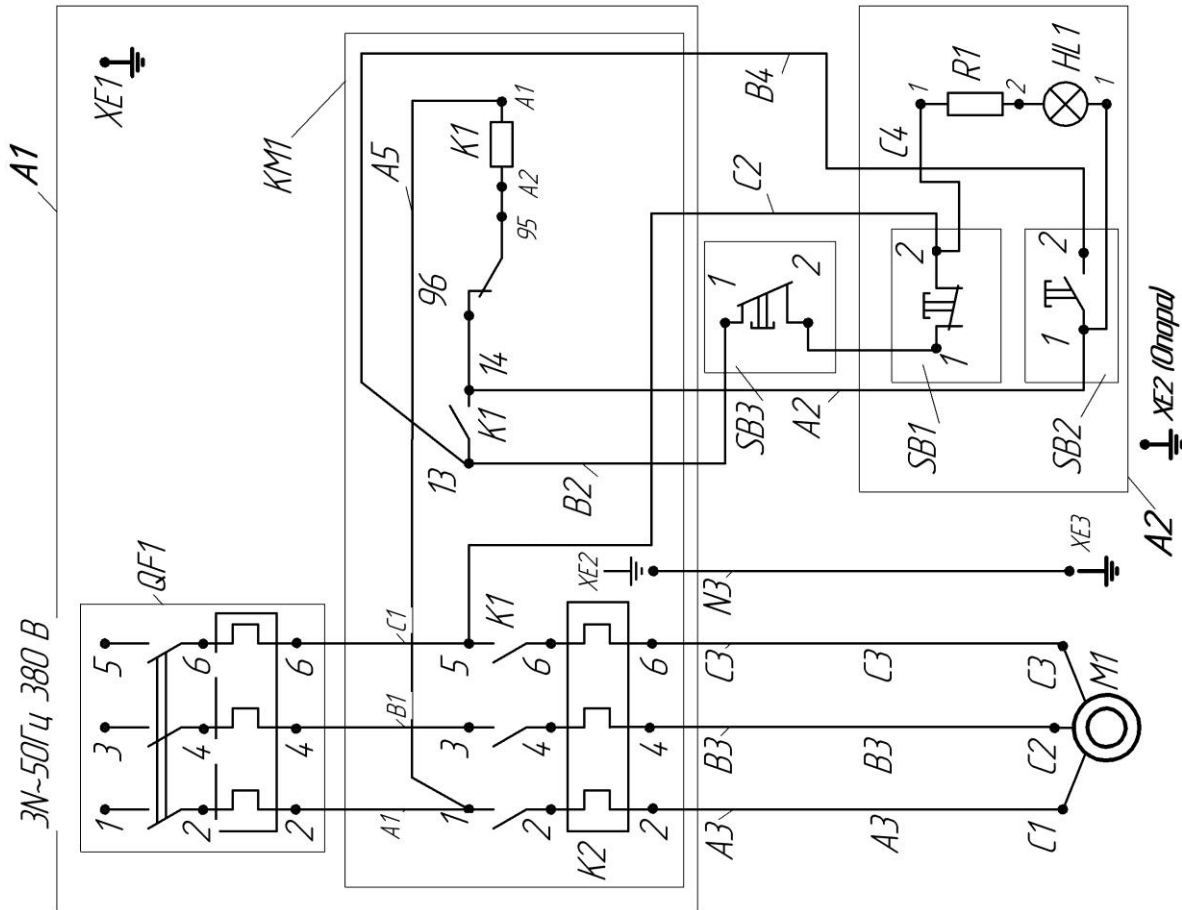 3N~50Гц 380 В
A1
XE1
QF1
1
3
5
2
4
6
2
4
6
KM1
A1
B1
C1
A5
1
3
5
K1
2
4
6
K2
2
4
6
XE2
13
K1
14
96
95
A2
K1
A1
B2
C2
B4
A2
SB3
1
2
SB1
1
2
SB2
1
2
C4
1
R1
2
HL1
1
A2
XE2 (Опора)
A3
B3
C3
N3
A3
B3
C3
XE3
C1
C2
C3
M1